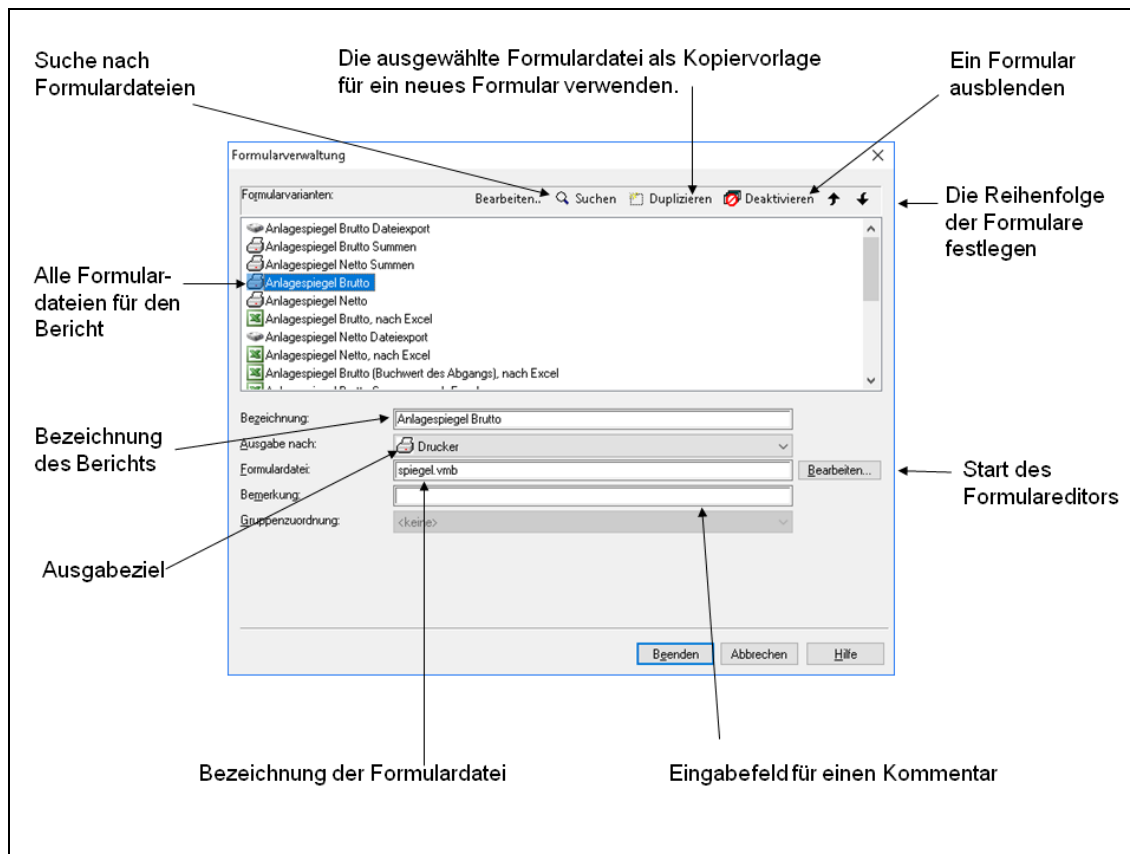 Suche nach
Formulardateien
Die ausgewählte Formulardatei als Kopiervorlage
für ein neues Formular verwenden.
Ein Formular
ausblenden
Formularverwaltung
Formularvarianten:
Bearbeiten.. Suchen Duplizieren Deaktivieren
Die Reihenfolge
der Formulare
festlegen
Anlagespiegel Brutto Dateiexport
Anlagespiegel Brutto Summen
Anlagespiegel Netto Summen
Anlagespiegel Brutto
Anlagespiegel Netto
Anlagespiegel Brutto, nach Excel
Anlagespiegel Netto Dateiexport
Anlagespiegel Netto, nach Excel
Anlagespiegel Brutto (Buchwert des Abgangs), nach Excel
Alle Formular-
dateien für den
Bericht
Bezeichnung: Anlagespiegel Brutto
Ausgabe nach: Drucker
Formulardatei: spiegel.vmb Bearbeiten...
Bemerkung:
Gruppenzuordnung: <keine>
Bezeichnung
des Berichts
Start des
Formulareditors
Ausgabeziel
Beenden Abbrechen Hilfe
Bezeichnung der Formulardatei
Eingabefeld für einen Kommentar